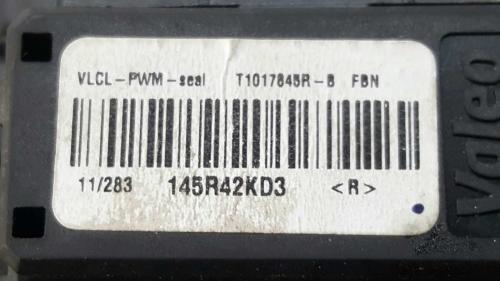 VLCL-PWM-seal T1017845R-B FBN
11/283 145R42KD3 <R>
Valeo